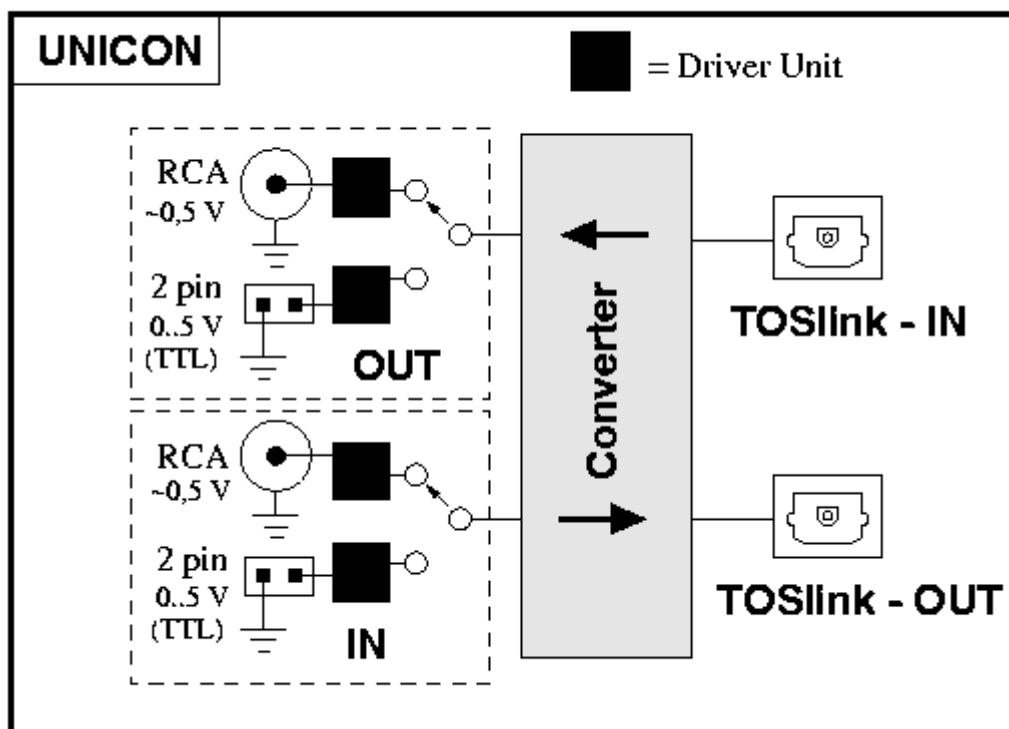 UNICON
= Driver Unit
RCA
~0,5 V
2 pin
0..5 V
(TTL)
OUT
RCA
~0,5 V
2 pin
0..5 V
(TTL)
IN
Converter
TOSlink - IN
TOSlink - OUT